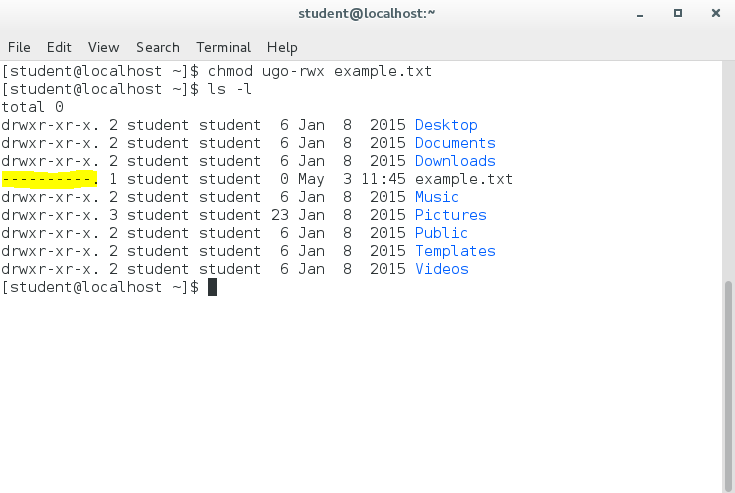 student@localhost:~
File Edit View Search Terminal Help
[student@localhost ~]$ chmod ugo-rwx example.txt
[student@localhost ~]$ ls -l
total 0
drwxr-xr-x. 2 student student  6 Jan  8  2015 Desktop
drwxr-xr-x. 2 student student  6 Jan  8  2015 Documents
drwxr-xr-x. 2 student student  6 Jan  8  2015 Downloads
----------. 1 student student  0 May  3 11:45 example.txt
drwxr-xr-x. 2 student student  6 Jan  8  2015 Music
drwxr-xr-x. 3 student student 23 Jan  8  2015 Pictures
drwxr-xr-x. 2 student student  6 Jan  8  2015 Public
drwxr-xr-x. 2 student student  6 Jan  8  2015 Templates
drwxr-xr-x. 2 student student  6 Jan  8  2015 Videos
[student@localhost ~]$